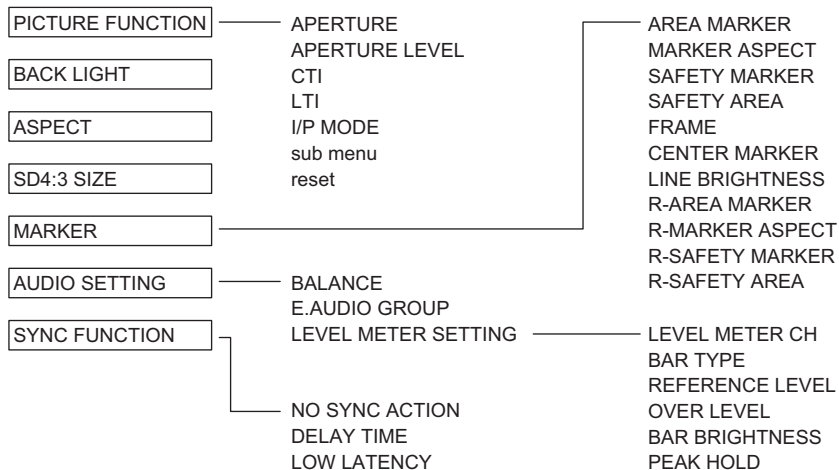 PICTURE FUNCTION
BACK LIGHT
ASPECT
SD4:3 SIZE
MARKER
AUDIO SETTING
SYNC FUNCTION
APERTURE
APERTURE LEVEL
CTI
LTI
I/P MODE
sub menu
reset
BALANCE
E.AUDIO GROUP
LEVEL METER SETTING
NO SYNC ACTION
DELAY TIME
LOW LATENCY
AREA MARKER
MARKER ASPECT
SAFETY MARKER
SAFETY AREA
FRAME
CENTER MARKER
LINE BRIGHTNESS
R-AREA MARKER
R-MARKER ASPECT
R-SAFETY MARKER
R-SAFETY AREA
LEVEL METER CH
BAR TYPE
REFERENCE LEVEL
OVER LEVEL
BAR BRIGHTNESS
PEAK HOLD